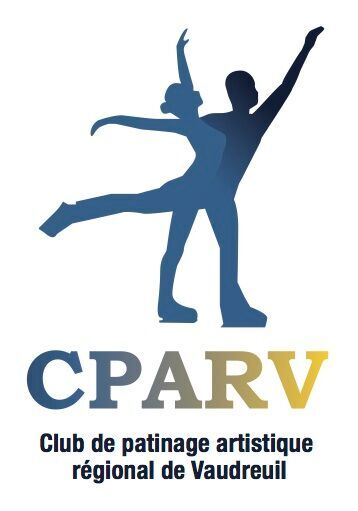 CPARV
Club de patinage artistique
régional de Vaudreuil